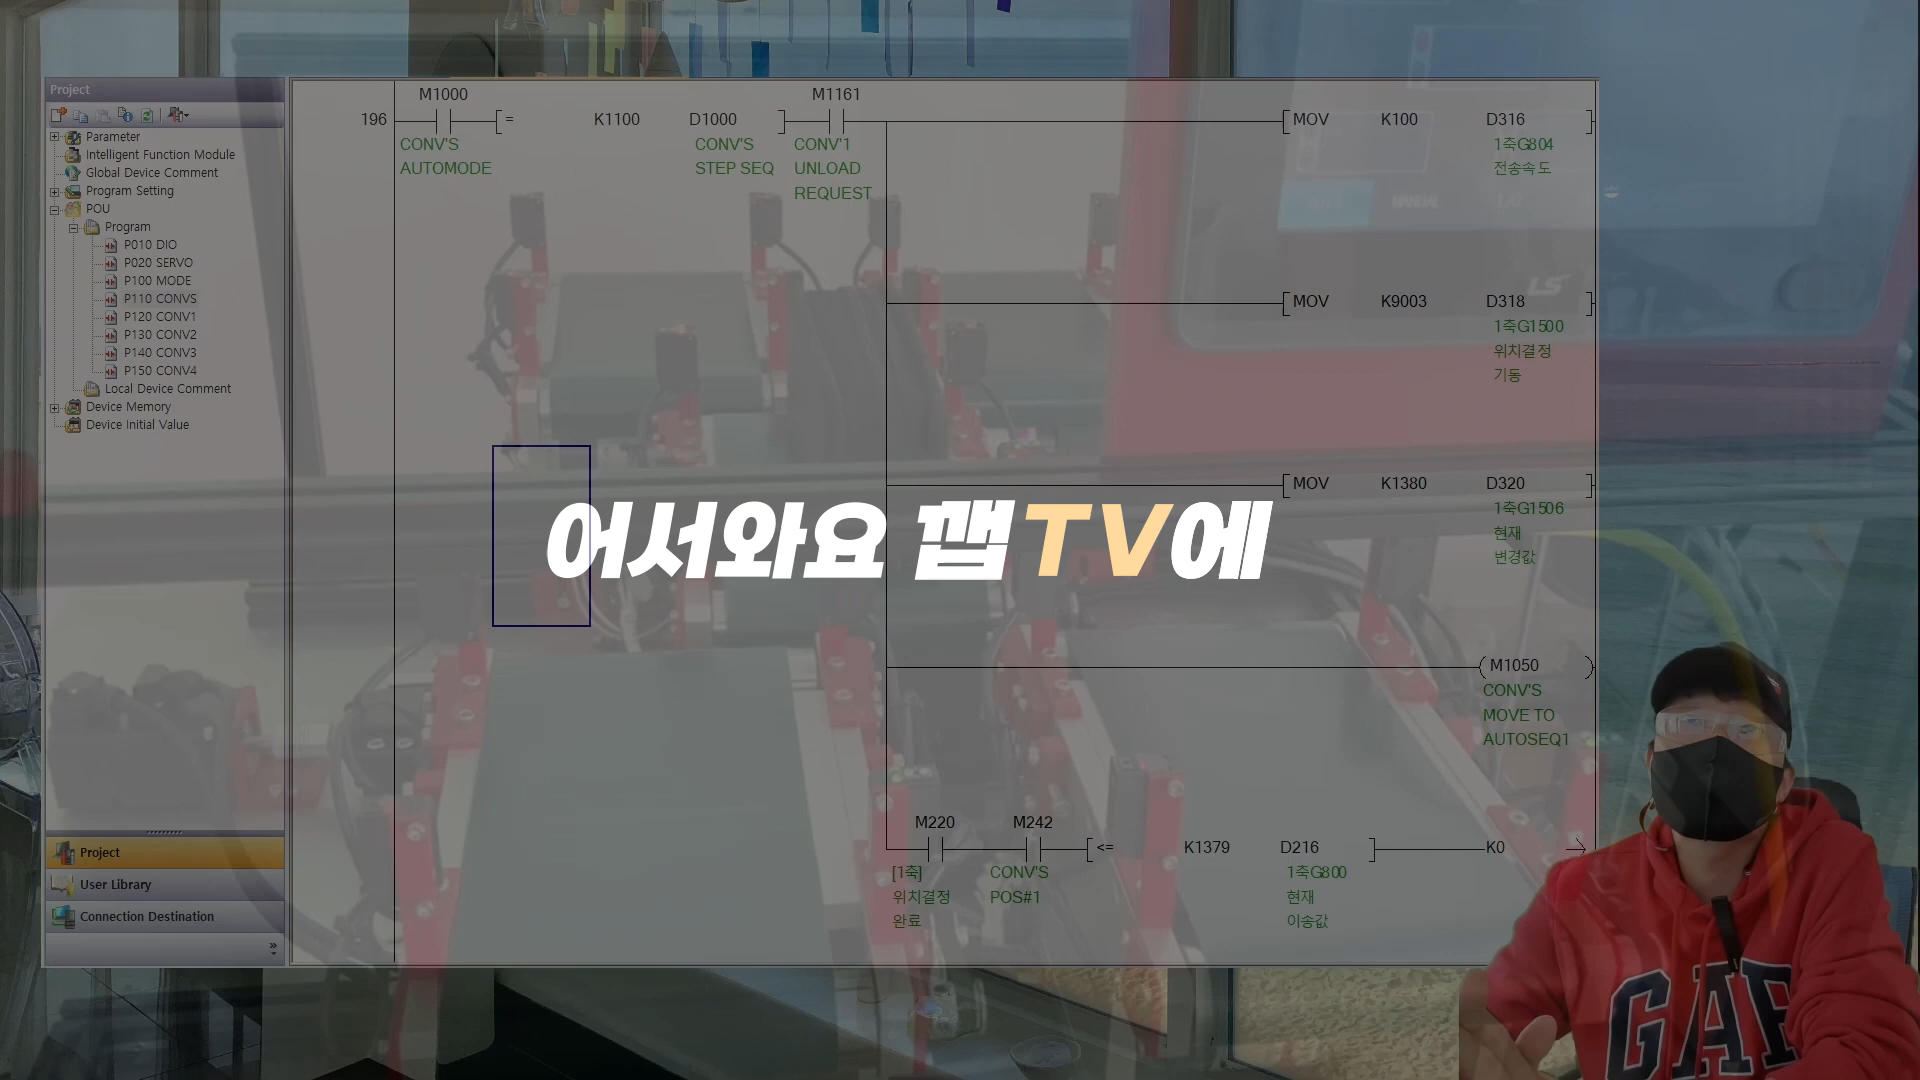 Project
Parameter
Intelligent Function Module
Global Device Comment
Program Setting
POU
Program
P010 DIO
P020 SERVO
P100 MODE
P110 CONVS
P120 CONV1
P130 CONV2
P140 CONV3
P150 CONV4
Local Device Comment
Device Memory
Device Initial Value
Project
User Library
Connection Destination
196
M1000
CONV'S
AUTOMODE
= K1100 D1000
CONV'S
STEP SEQ
M1161
CONV'1
UNLOAD
REQUEST
MOV K100 D316
1축G804
전송속도
MOV K9003 D318
1축G1500
위치결정
기동
MOV K1380 D320
1축G1506
현재
변경값
M1050
CONV'S
MOVE TO
AUTOSEQ1
M220
[1축]
위치결정
완료
M242
CONV'S
POS#1
<= K1379 D216
1축G800
현재
이송값
K0
어서와요 깹TV에
LS
MANUAL
GAP